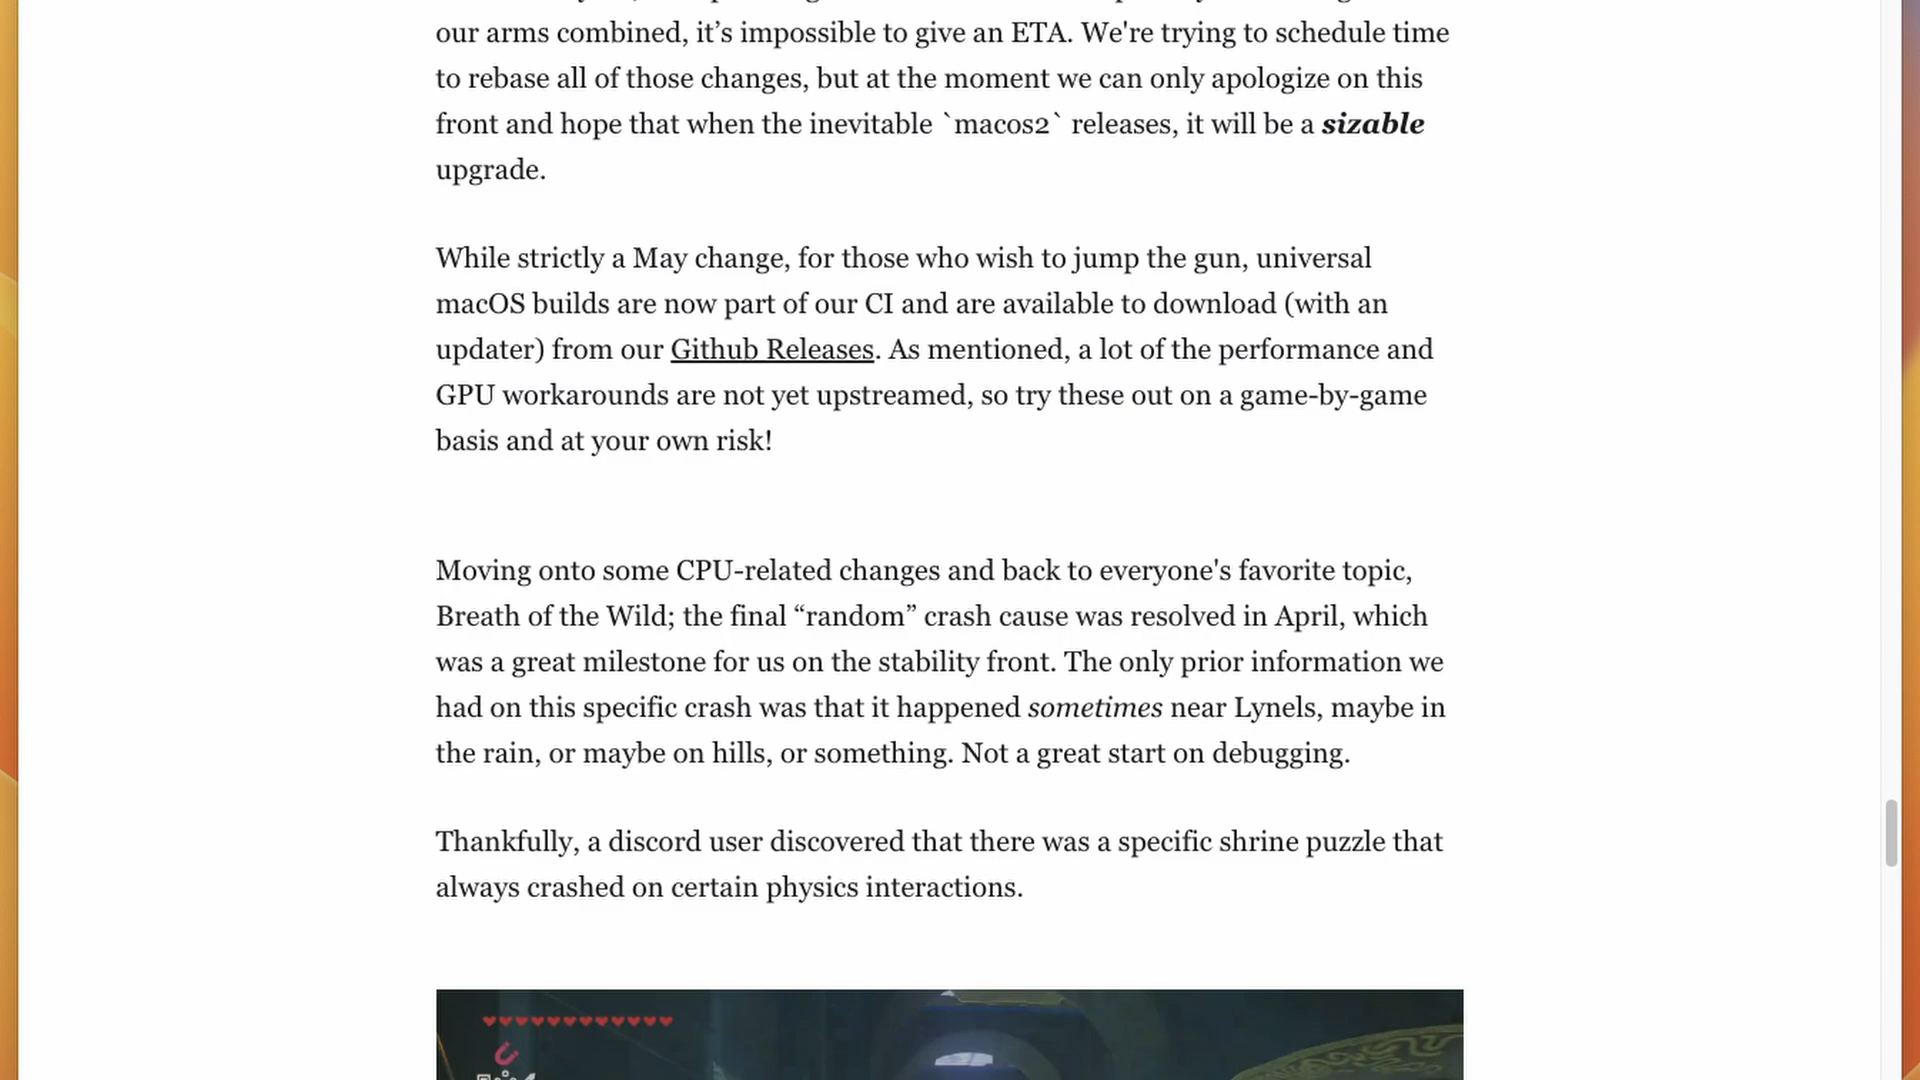 our arms combined, it’s impossible to give an ETA. We're trying to schedule time
to rebase all of those changes, but at the moment we can only apologize on this
front and hope that when the inevitable `macos2` releases, it will be a sizable
upgrade.
While strictly a May change, for those who wish to jump the gun, universal
macOS builds are now part of our CI and are available to download (with an
updater) from our Github Releases. As mentioned, a lot of the performance and
GPU workarounds are not yet upstreamed, so try these out on a game-by-game
basis and at your own risk!
Moving onto some CPU-related changes and back to everyone's favorite topic,
Breath of the Wild; the final “random” crash cause was resolved in April, which
was a great milestone for us on the stability front. The only prior information we
had on this specific crash was that it happened sometimes near Lynels, maybe in
the rain, or maybe on hills, or something. Not a great start on debugging.
Thankfully, a discord user discovered that there was a specific shrine puzzle that
always crashed on certain physics interactions.